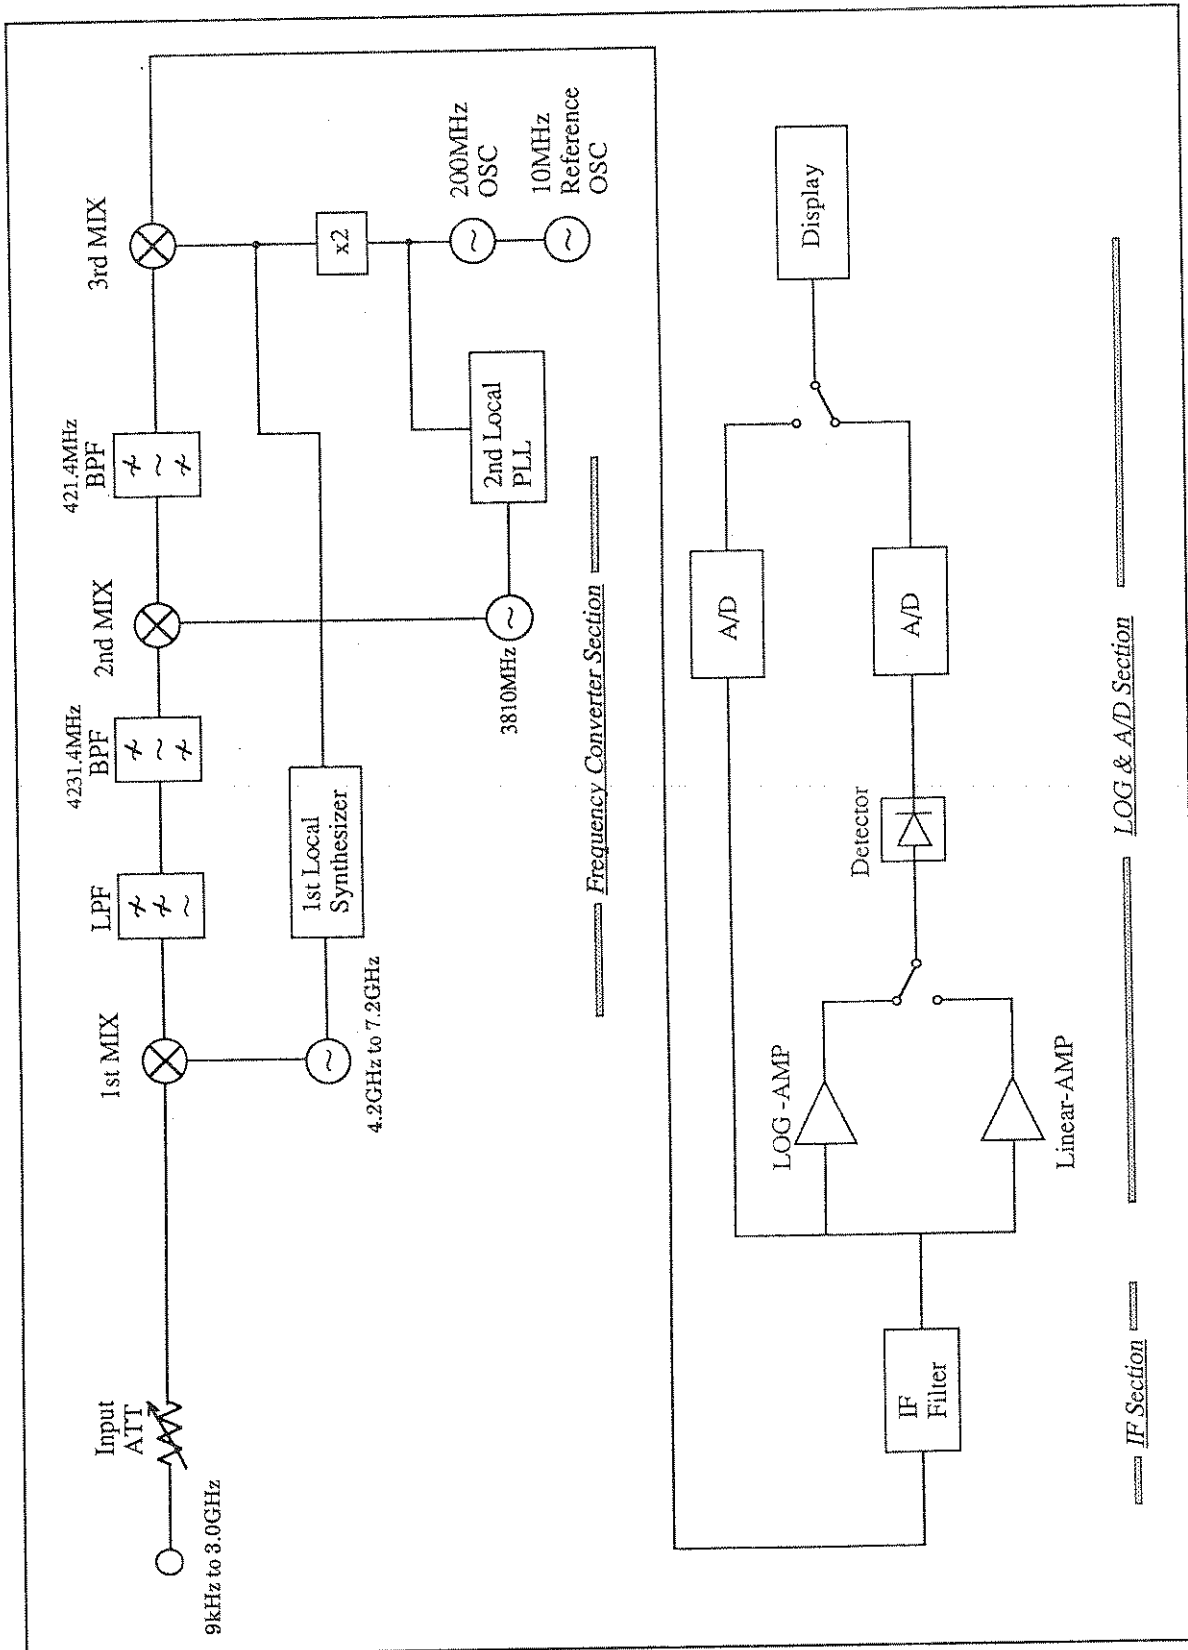 Input
ATT
9kHz to 3.0GHz
1st MIX
4.2GHz to 7.2GHz
LPF
1st Local
Synthesizer
4231.4MHz
BPF
2nd MIX
3810MHz
2nd Local
PLL
421.4MHz
BPF
3rd MIX
x2
200MHz
OSC
10MHz
Reference
OSC
Frequency Converter Section
IF
Filter
LOG -AMP
Linear-AMP
Detector
A/D
A/D
Display
IF Section
LOG & A/D Section